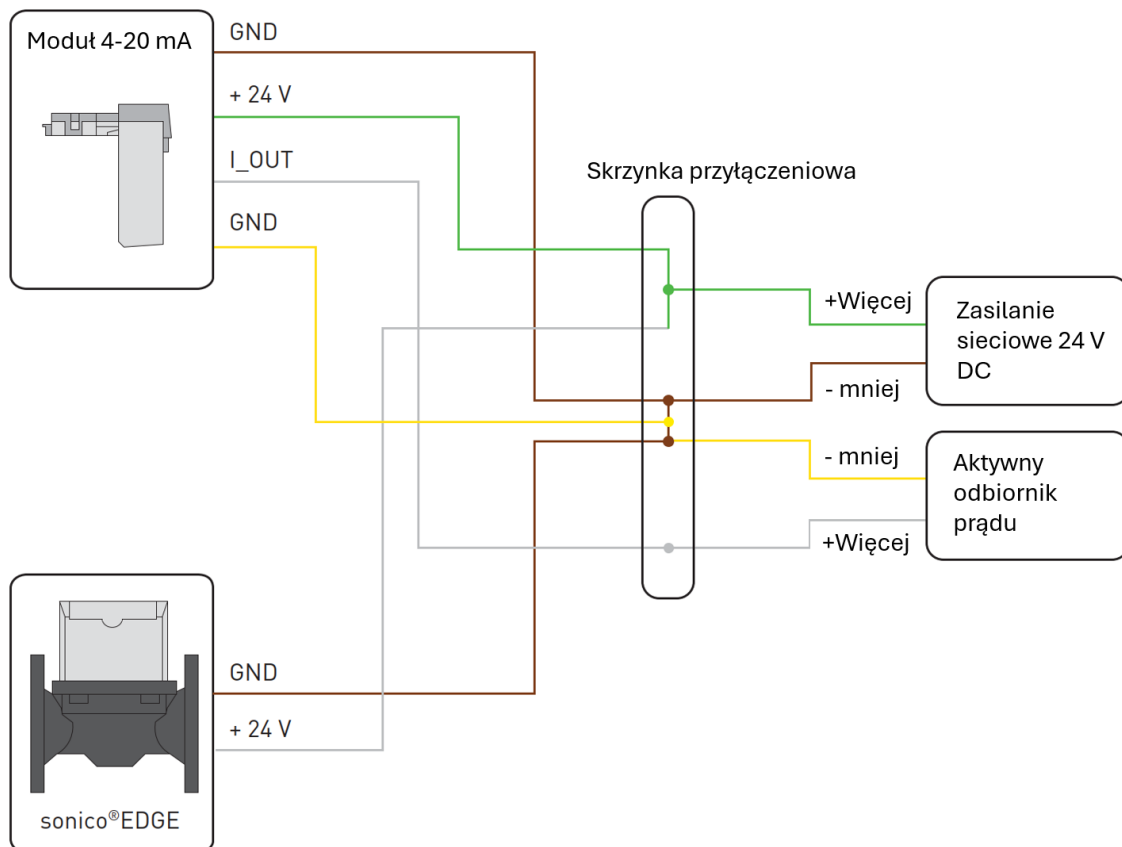 Moduł 4-20 mA
GND
+ 24 V
I_OUT
GND
Skrzynka przyłączeniowa
+Więcej
- mniej
Zasilanie
sieciowe 24 V
DC
- mniej
+Więcej
Aktywny
odbiornik
prądu
GND
+ 24 V
sonico®EDGE